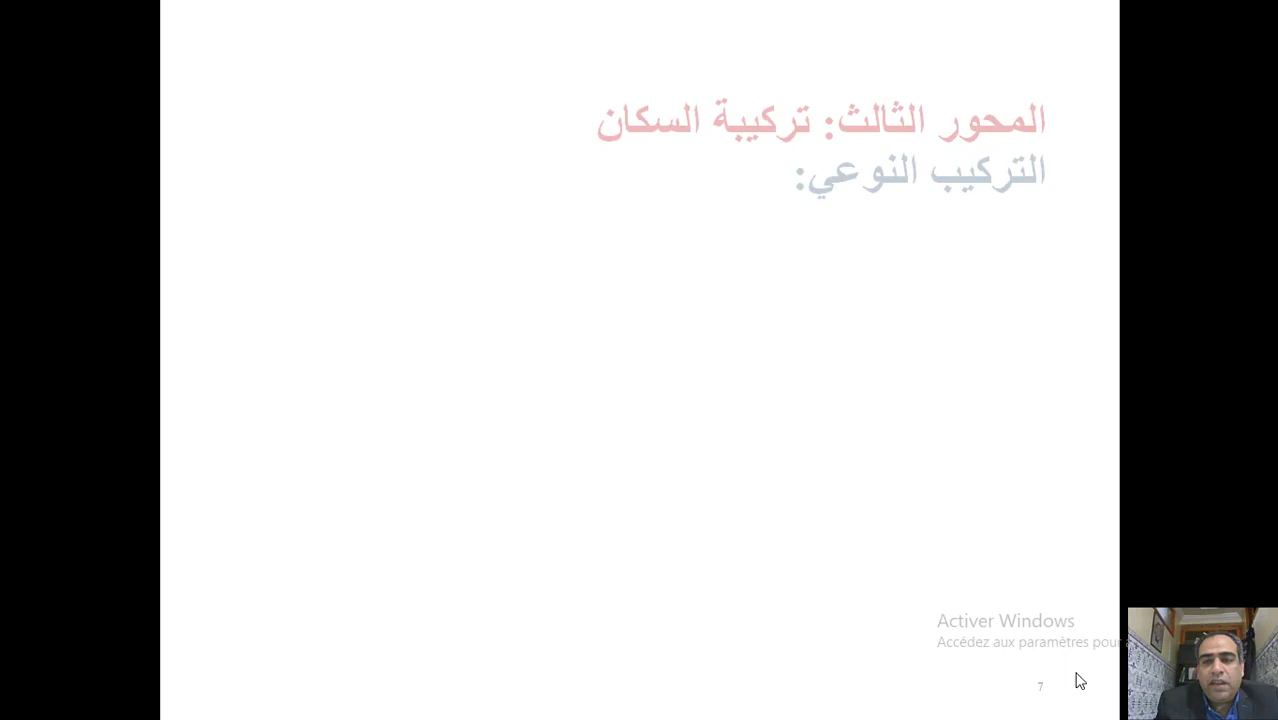 المحور الثالث: تركيبة السكان
التركيب النوعي:
Activer Windows
Accédez aux paramètres pour
7